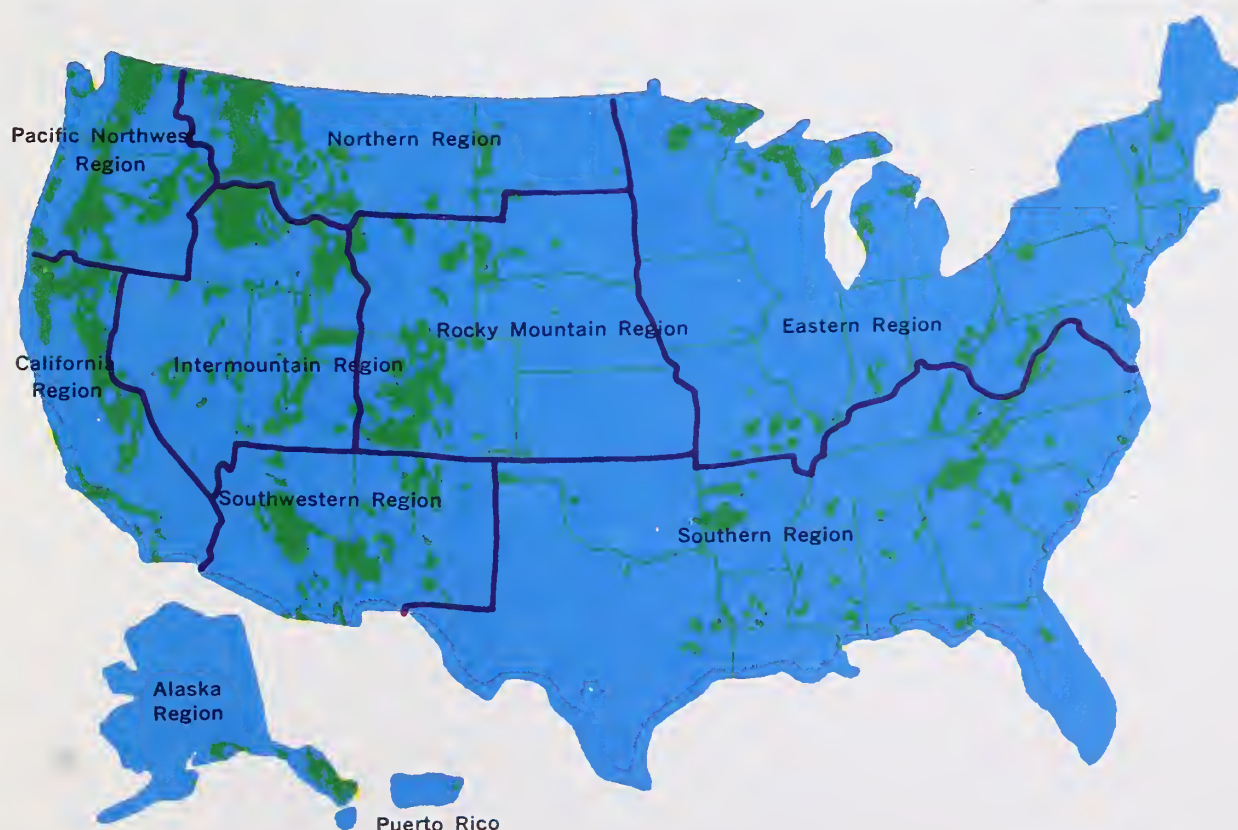 Pacific Northwest
Region
Northern Region
Rocky Mountain Region
Eastern Region
California
Region
Intermountain Region
Southwestern Region
Southern Region
Alaska
Region
Puerto Rico